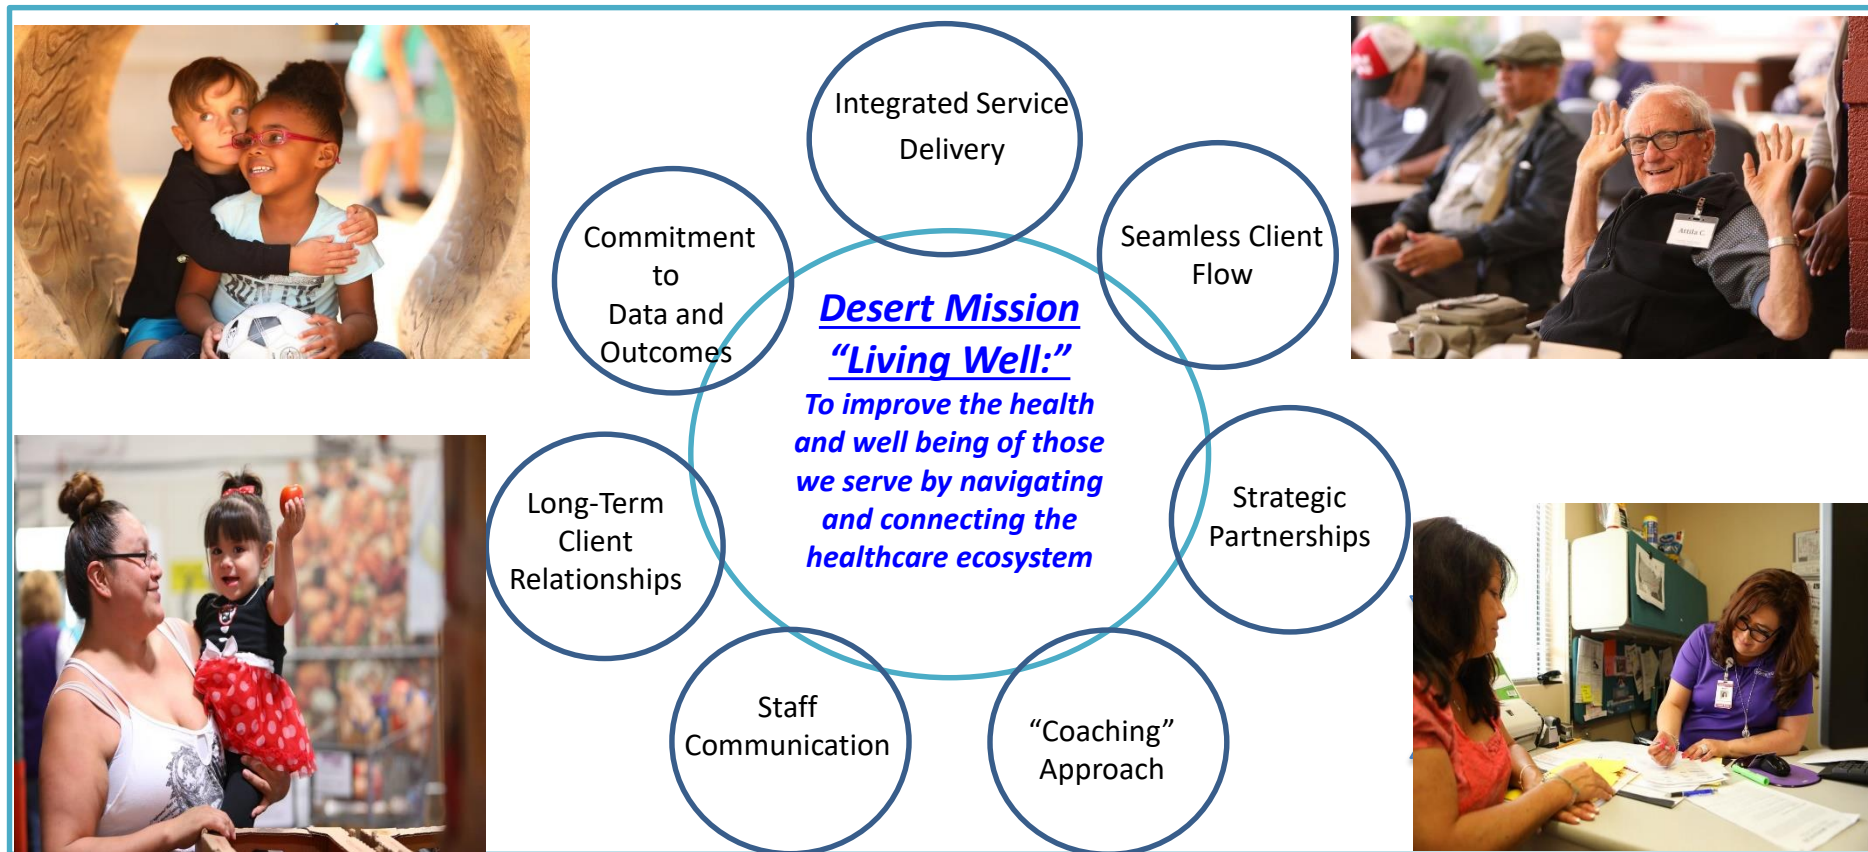 Integrated Service
Delivery
Seamless Client
Flow
Commitment
to
Data and
Outcomes
Desert Mission
“Living Well:”
To improve the health
and well being of those
we serve by navigating
and connecting the
healthcare ecosystem
Long-Term
Client
Relationships
Strategic
Partnerships
Staff
Communication
“Coaching”
Approach
Attila C.